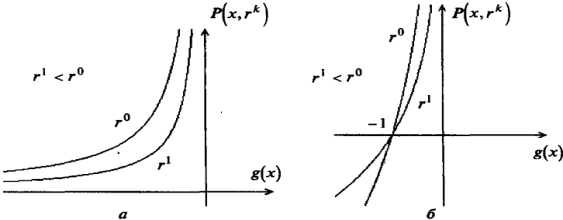 P(x, r^k)
r^1 < r^0
r^0
r^1
g(x)
а
P(x, r^k)
r^0
r^1 < r^0
r^1
−1
g(x)
б